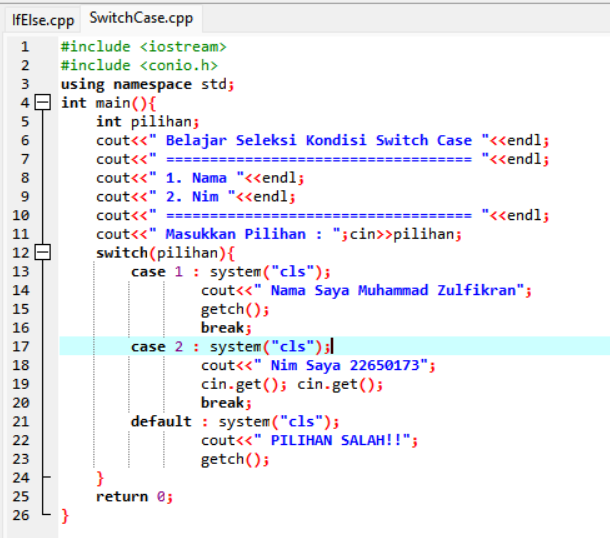 IfElse.cpp SwitchCase.cpp
1 #include <iostream>
2 #include <conio.h>
3 using namespace std;
4 int main(){
5 int pilihan;
6 cout<<" Belajar Seleksi Kondisi Switch Case "<<endl;
7 cout<<" =================================== "<<endl;
8 cout<<" 1. Nama "<<endl;
9 cout<<" 2. Nim "<<endl;
10 cout<<" =================================== "<<endl;
11 cout<<" Masukkan Pilihan : ";cin>>pilihan;
12 switch(pilihan){
13 case 1 : system("cls");
14 cout<<" Nama Saya Muhammad Zulfikran";
15 getch();
16 break;
17 case 2 : system("cls");
18 cout<<" Nim Saya 22650173";
19 cin.get(); cin.get();
20 break;
21 default : system("cls");
22 cout<<" PILIHAN SALAH!!";
23 getch();
24 }
25 return 0;
26 }